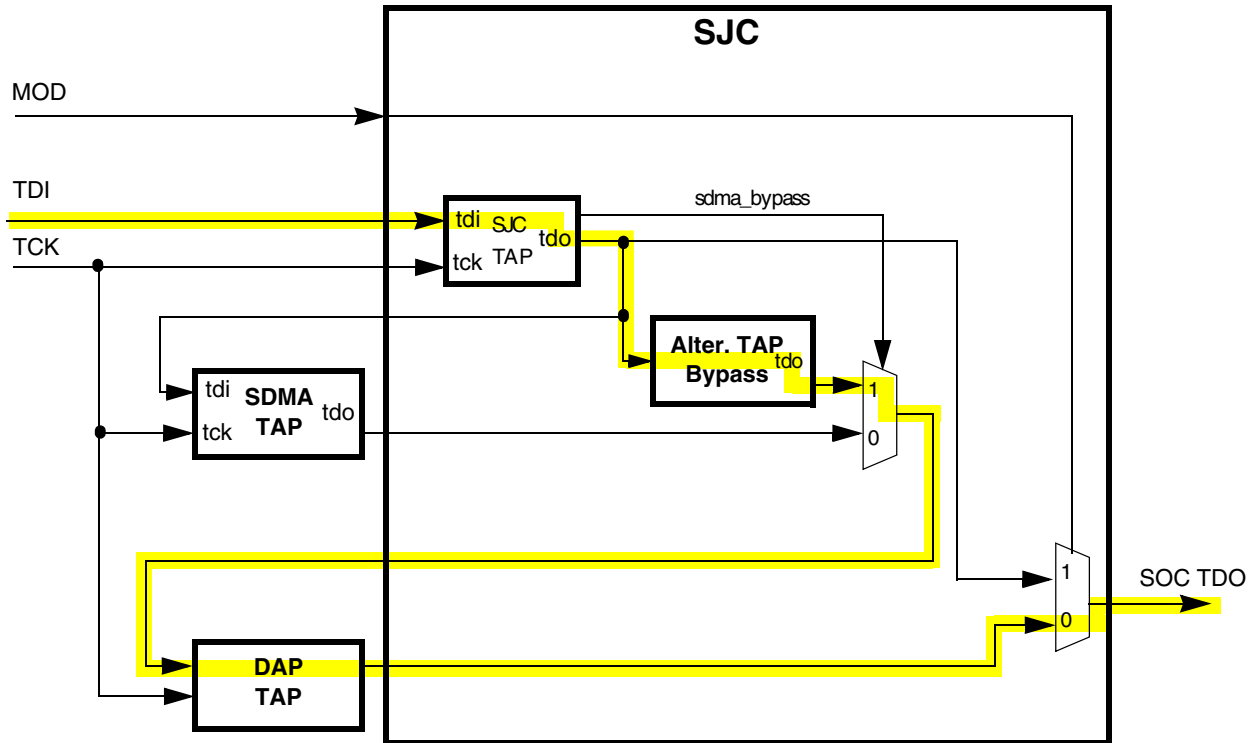 SJC
MOD
TDI
sdma_bypass
tdi SJC
tdo
TCK
tck TAP
Alter. TAP
tdo
Bypass
tdi
SDMA
tdo
tck TAP
1
0
1
SOC TDO
0
DAP
TAP